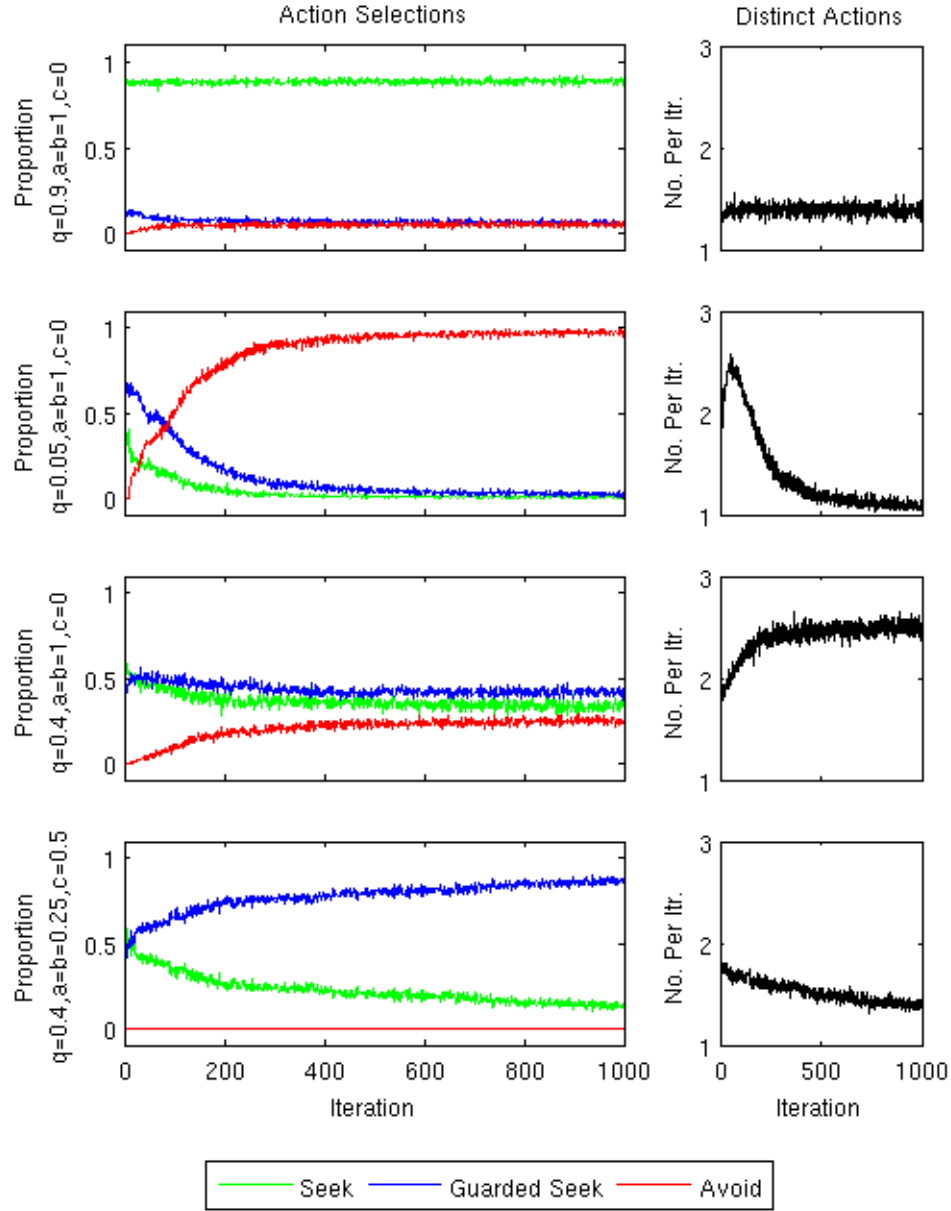 Action Selections
Distinct Actions
Proportion
q=0.9,a=b=1,c=0
1
0.5
0
No. Per Itr.
3
2
1
Proportion
q=0.05,a=b=1,c=0
1
0.5
0
No. Per Itr.
3
2
1
Proportion
q=0.4,a=b=1,c=0
1
0.5
0
No. Per Itr.
3
2
1
Proportion
q=0.4,a=b=0.25,c=0.5
1
0.5
0
0 200 400 600 800 1000
Iteration
No. Per Itr.
3
2
1
0 500 1000
Iteration
Seek Guarded Seek Avoid